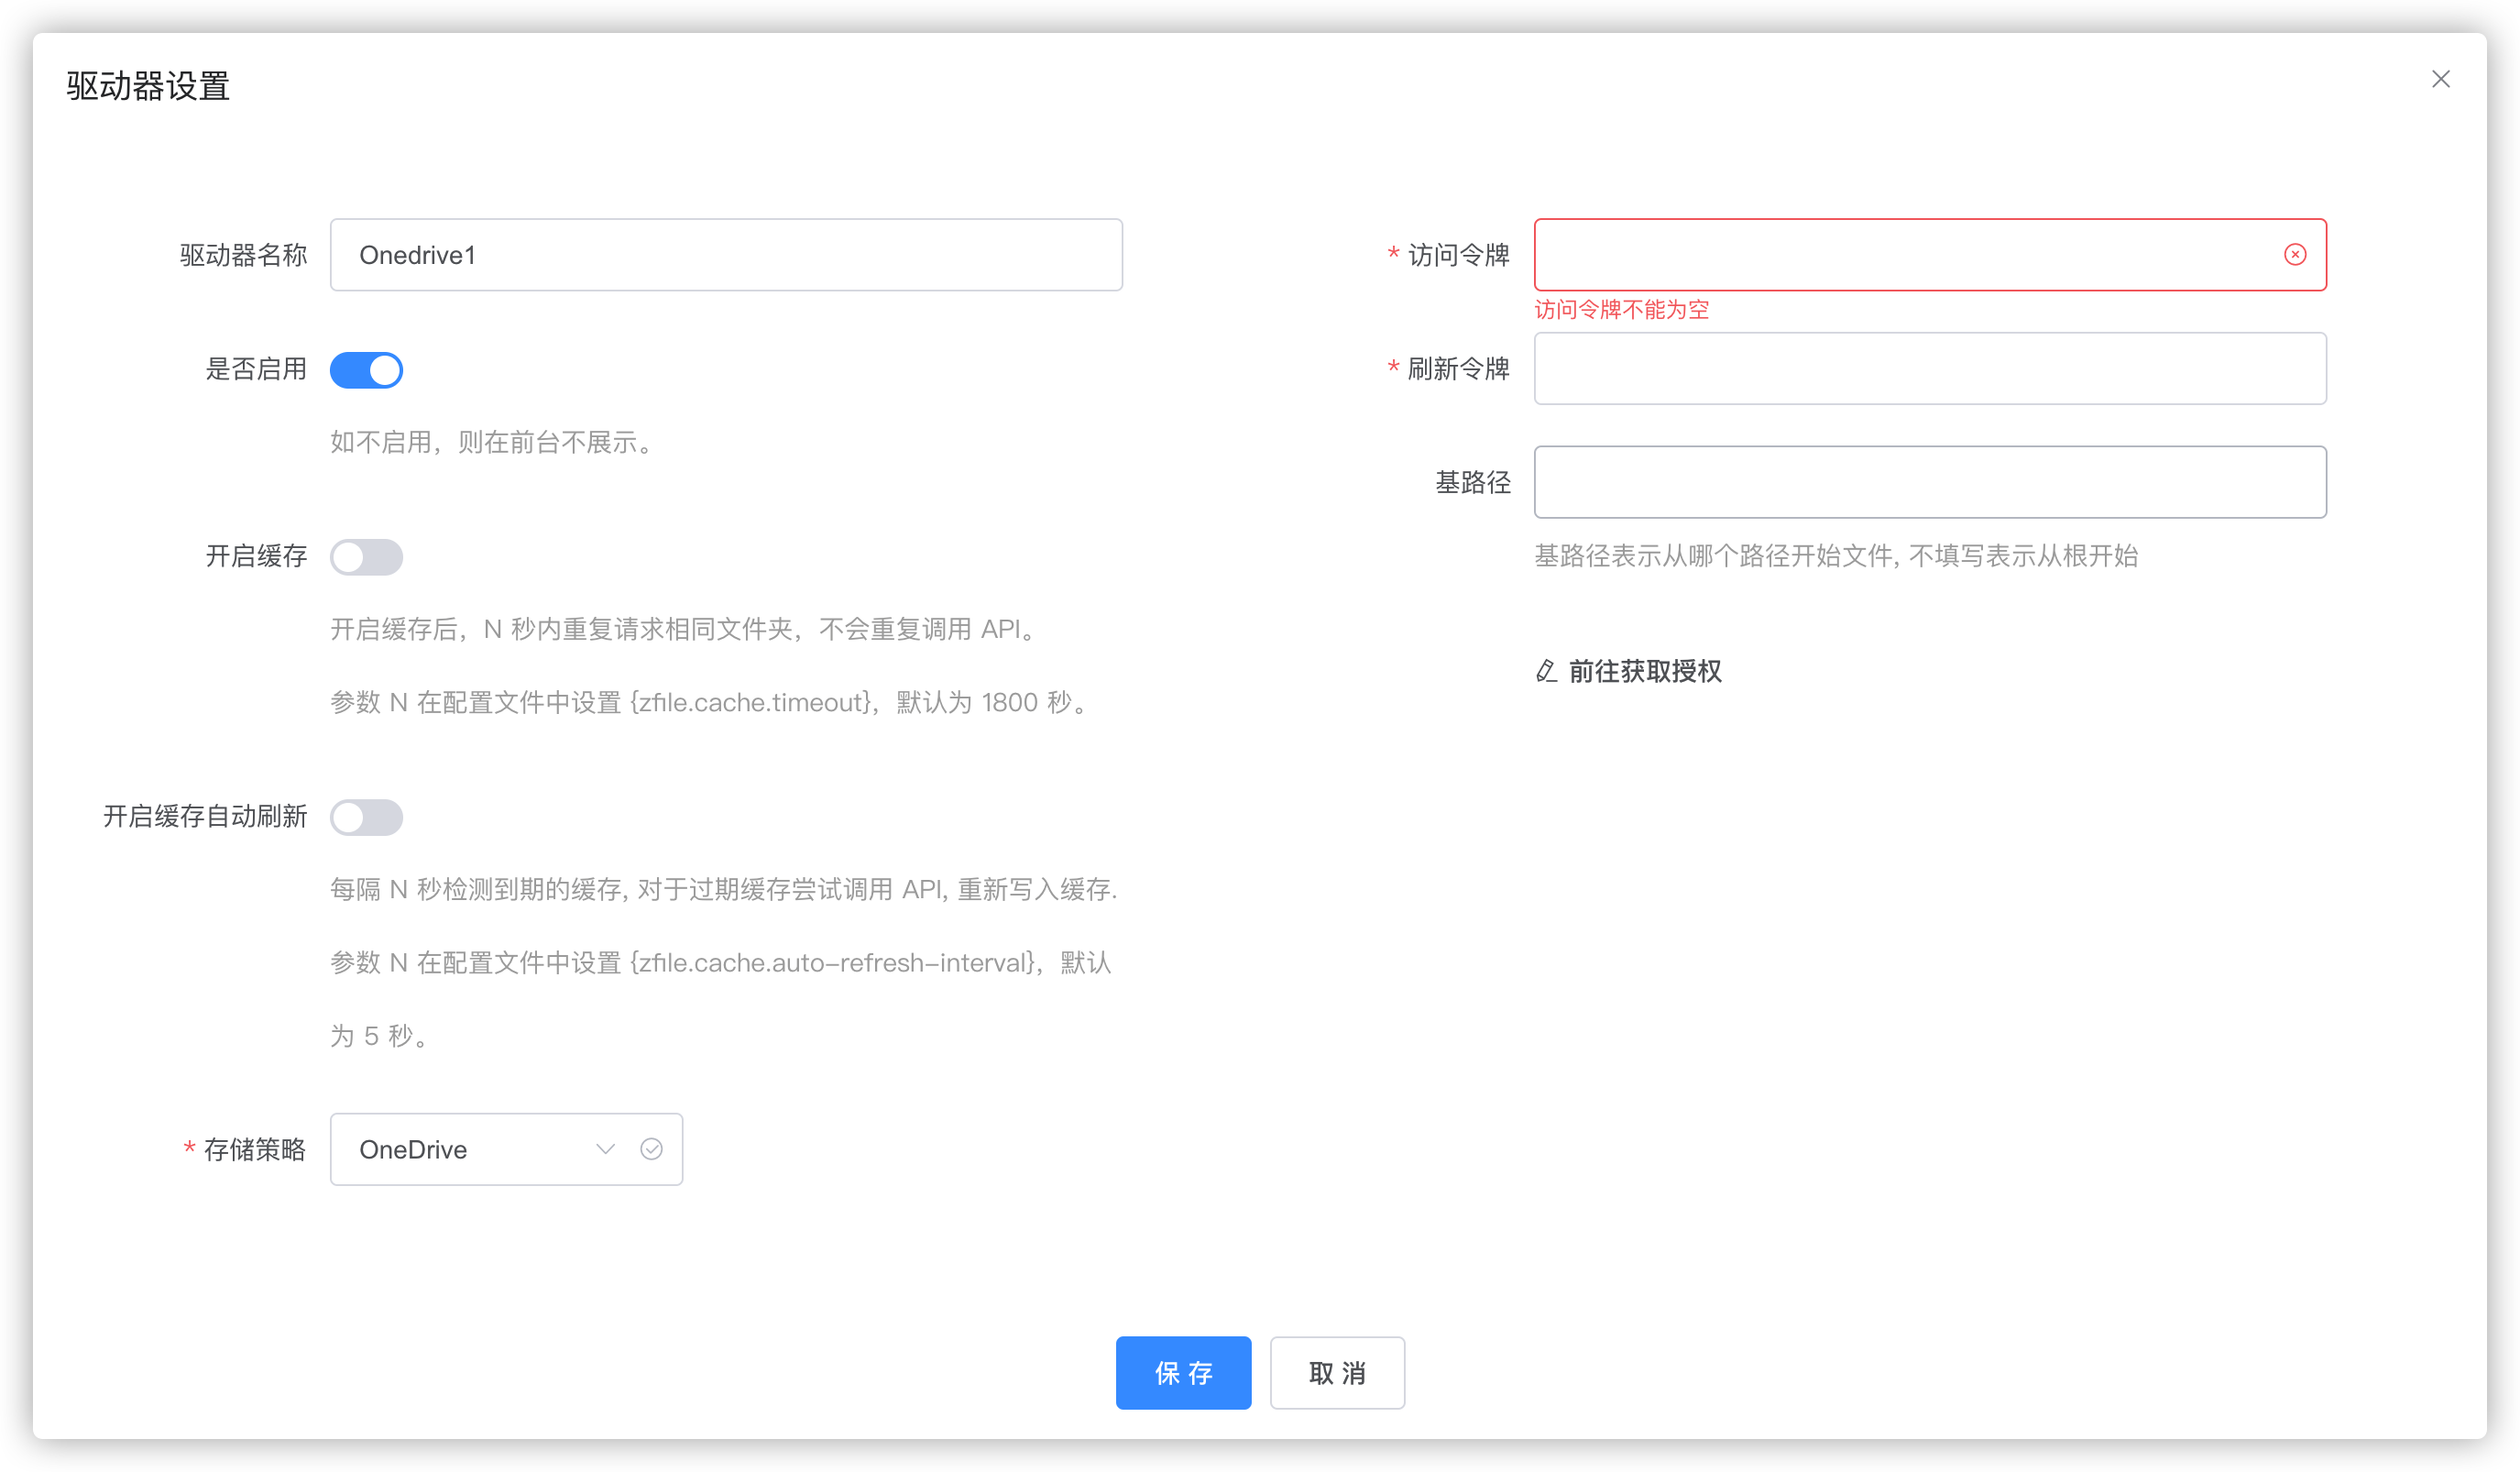 驱动器设置
驱动器名称
Onedrive1
是否启用
如不启用，则在前台不展示。
开启缓存
开启缓存后，N 秒内重复请求相同文件夹，不会重复调用 API。
参数 N 在配置文件中设置 {zfile.cache.timeout}，默认为 1800 秒。
开启缓存自动刷新
每隔 N 秒检测到期的缓存, 对于过期缓存尝试调用 API, 重新写入缓存.
参数 N 在配置文件中设置 {zfile.cache.auto-refresh-interval}，默认
为 5 秒。
* 存储策略
OneDrive
* 访问令牌
访问令牌不能为空
* 刷新令牌
基路径
基路径表示从哪个路径开始文件, 不填写表示从根开始
前往获取授权
保 存
取 消